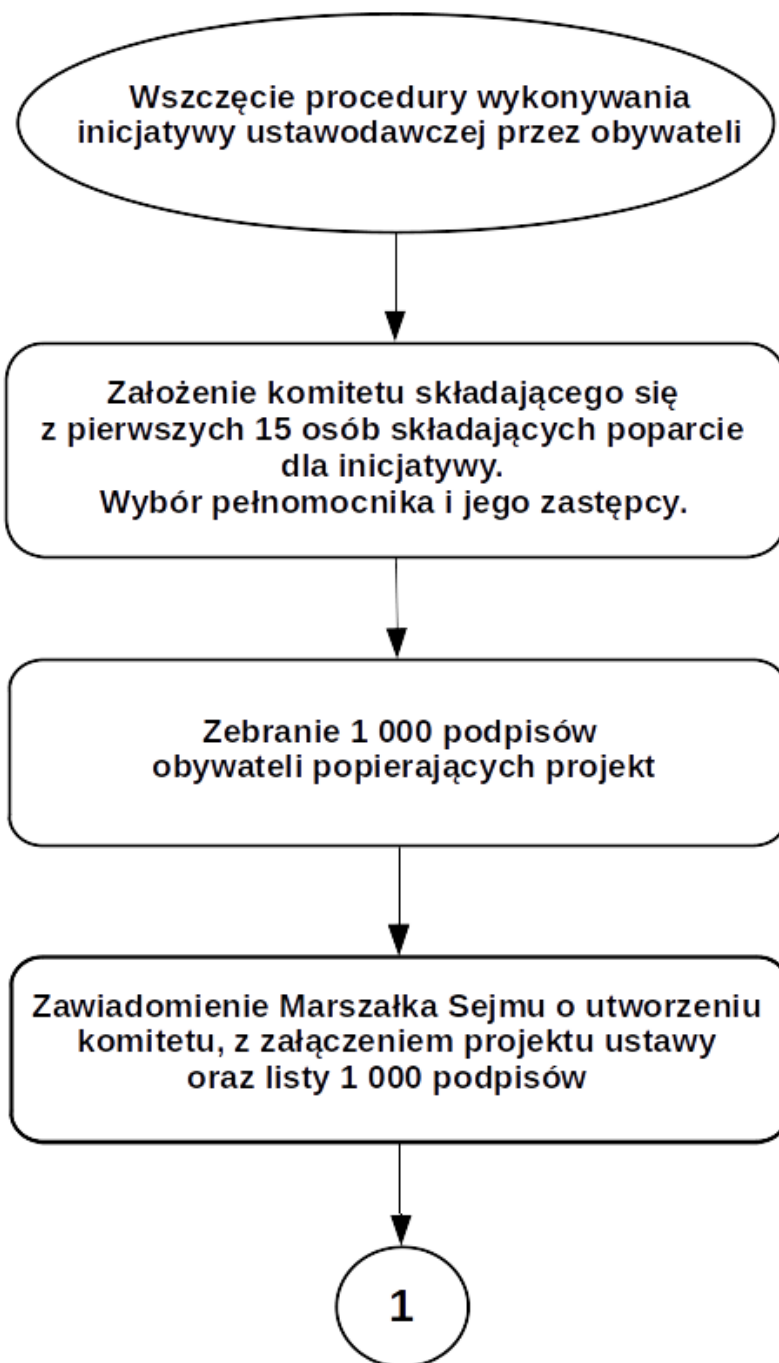 Wszczęcie procedury wykonywania
inicjatywy ustawodawczej przez obywateli
Założenie komitetu składającego się
z pierwszych 15 osób składających poparcie
dla inicjatywy.
Wybór pełnomocnika i jego zastępcy.
Zebranie 1 000 podpisów
obywateli popierających projekt
Zawiadomienie Marszałka Sejmu o utworzeniu
komitetu, z załączeniem projektu ustawy
oraz listy 1 000 podpisów
1